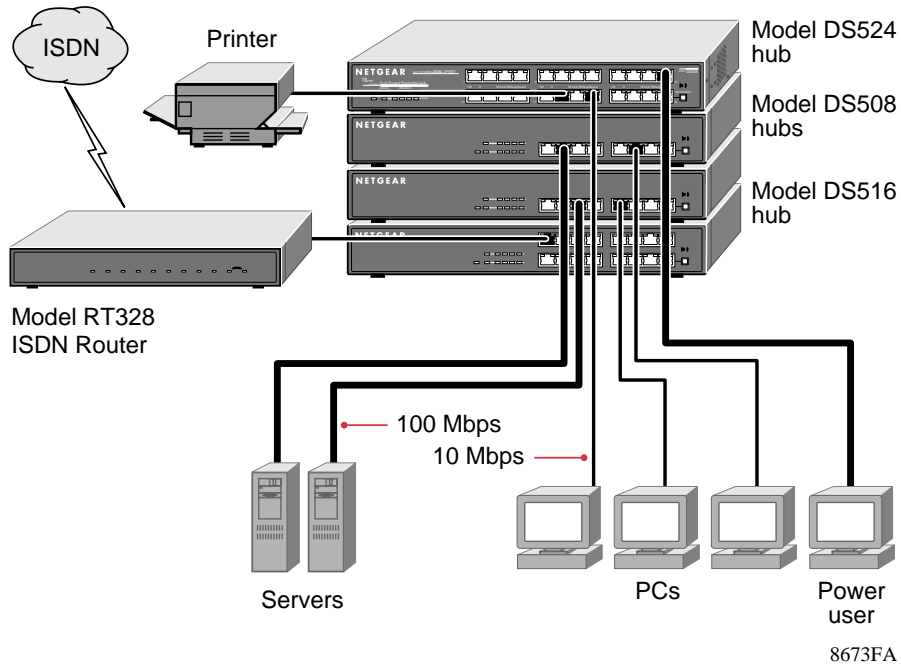 ISDN
Printer
Model DS524
hub
NETGEAR
Model DS508
hubs
NETGEAR
NETGEAR
Model DS516
hub
NETGEAR
Model RT328
ISDN Router
100 Mbps
10 Mbps
Servers
PCs
Power
user
8673FA